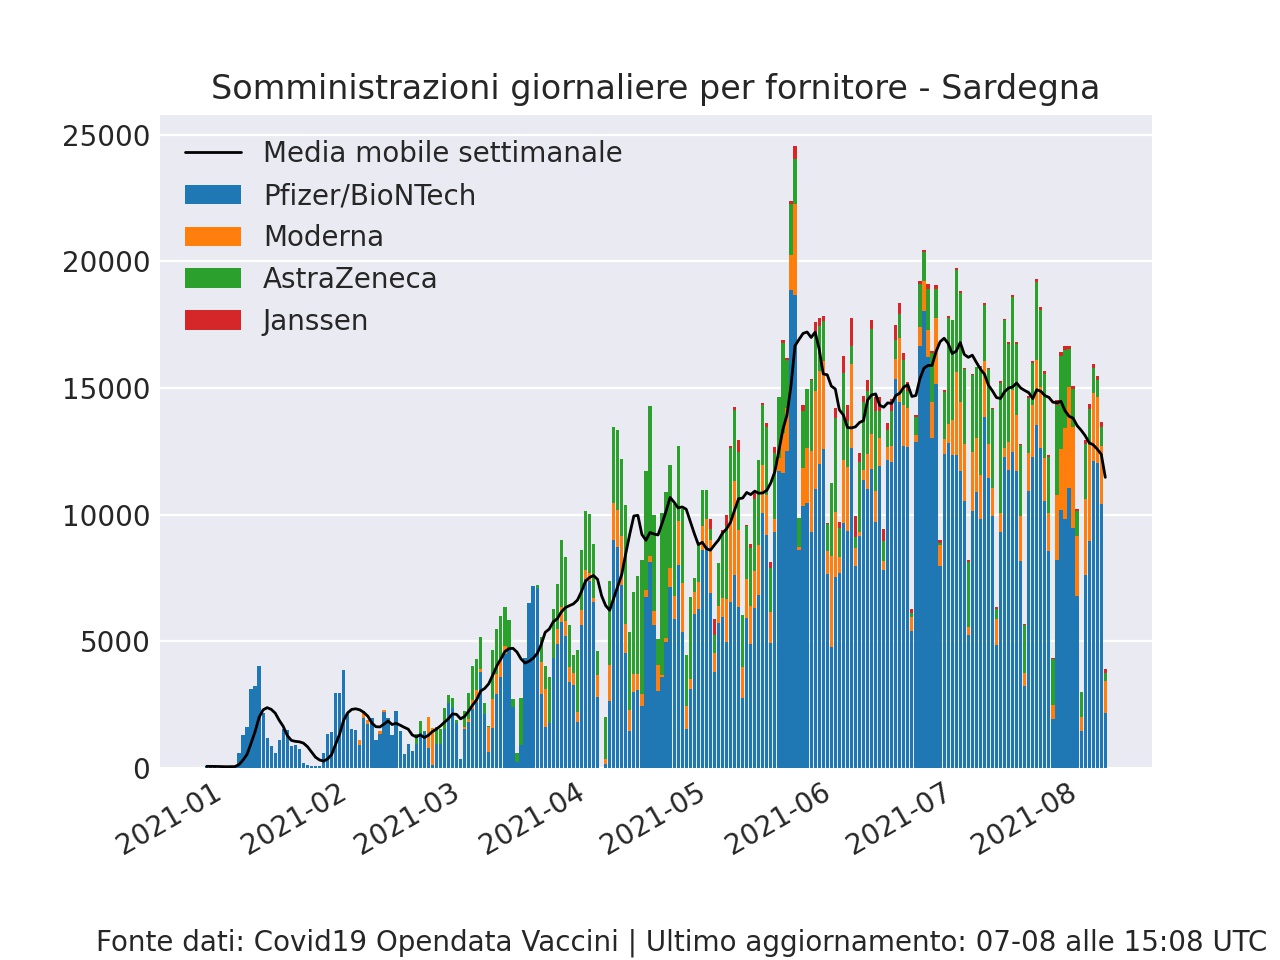 Somministrazioni giornaliere per fornitore - Sardegna
25000
20000
15000
10000
5000
0
Media mobile settimanale
Pfizer/BioNTech
Moderna
AstraZeneca
Janssen
2021-01
2021-02
2021-03
2021-04
2021-05
2021-06
2021-07
2021-08
Fonte dati: Covid19 Opendata Vaccini | Ultimo aggiornamento: 07-08 alle 15:08 UTC